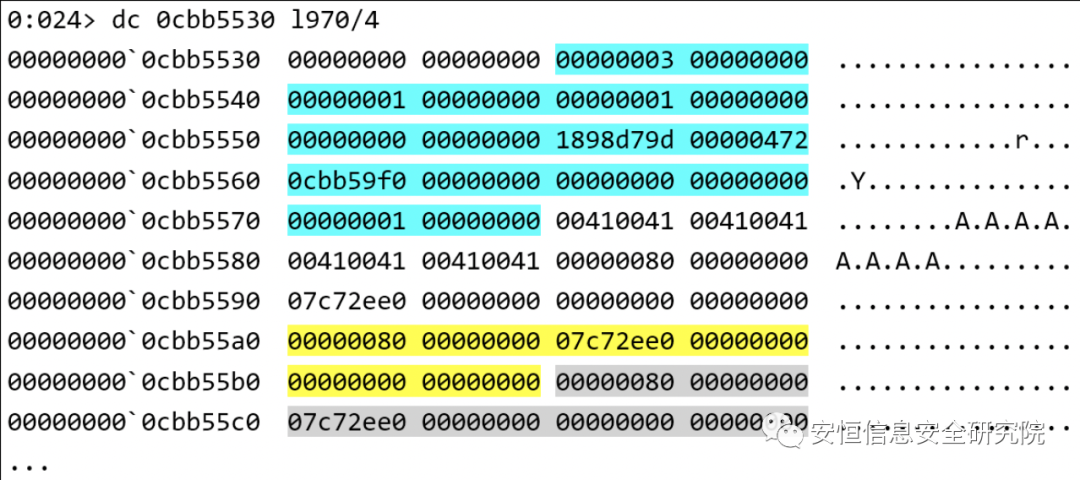 0:024> dc 0cbb5530 l970/4
00000000`0cbb5530  00000000 00000000 00000003 00000000  ................
00000000`0cbb5540  00000001 00000000 00000001 00000000  ................
00000000`0cbb5550  00000000 00000000 1898d79d 00000472  ............r...
00000000`0cbb5560  0cbb59f0 00000000 00000000 00000000  .Y..............
00000000`0cbb5570  00000001 00000000 00410041 00410041  ........A.A.A.A.
00000000`0cbb5580  00410041 00410041 00000080 00000000  A.A.A.A.........
00000000`0cbb5590  07c72ee0 00000000 00000000 00000000  ................
00000000`0cbb55a0  00000080 00000000 07c72ee0 00000000  ................
00000000`0cbb55b0  00000000 00000000 00000080 00000000  ................
00000000`0cbb55c0  07c72ee0 00000000 00000000 00000000  ................
安恒信息安全研究院
...